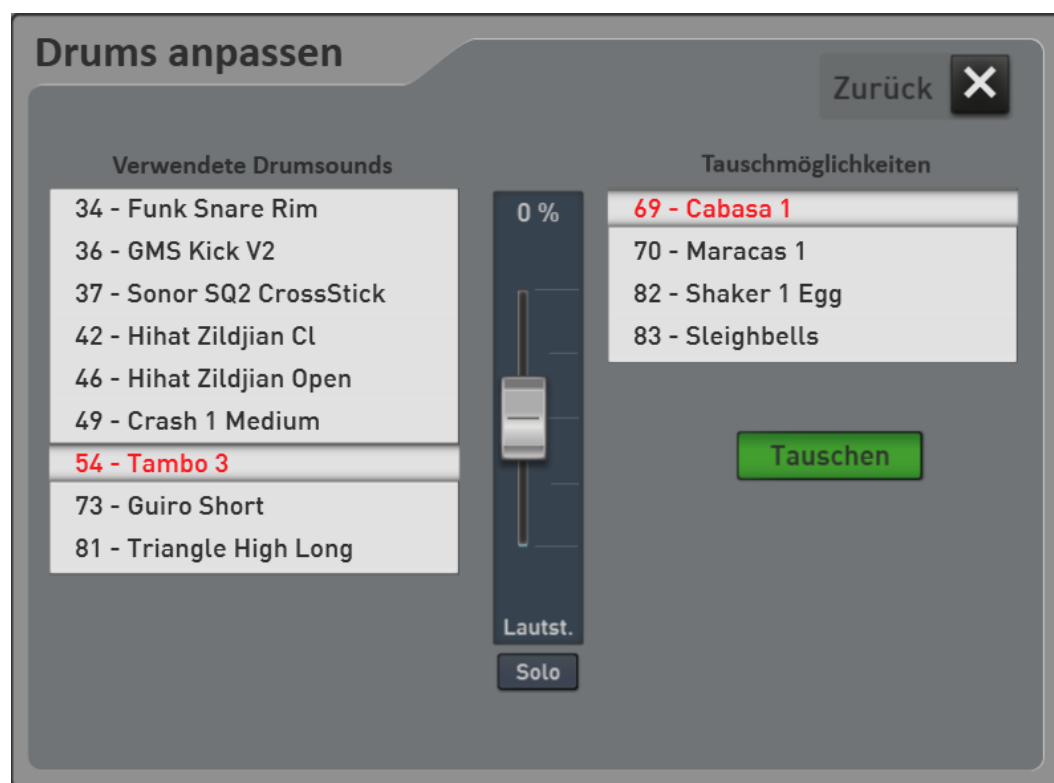 Drums anpassen
Zurück
Verwendete Drumsounds
34 - Funk Snare Rim
36 - GMS Kick V2
37 - Sonor SQ2 CrossStick
42 - Hihat Zildjian Cl
46 - Hihat Zildjian Open
49 - Crash 1 Medium
54 - Tambo 3
73 - Guiro Short
81 - Triangle High Long
0 %
Lautst.
Solo
Tauschmöglichkeiten
69 - Cabasa 1
70 - Maracas 1
82 - Shaker 1 Egg
83 - Sleighbells
Tauschen